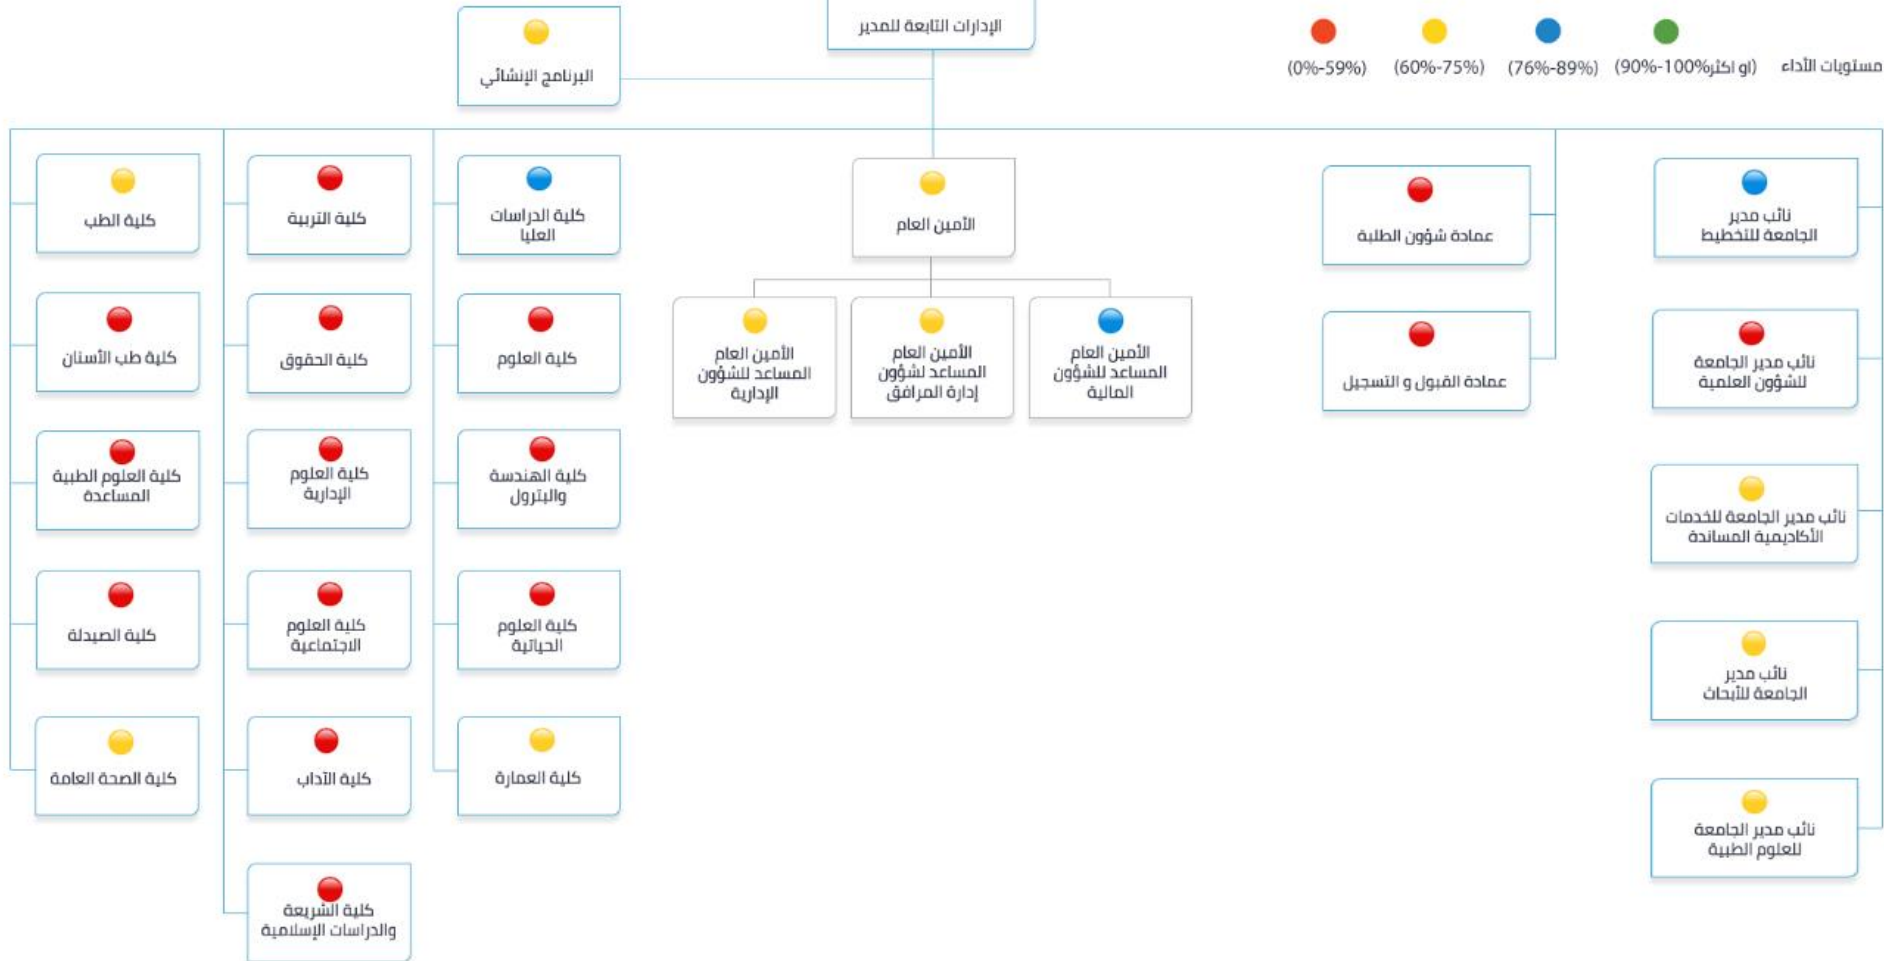 الإدارات التابعة للمدير
البرنامج الإنشائي
مستويات الأداء
(90%-100%او اكثر)
(76%-89%)
(60%-75%)
(0%-59%)
نائب مدير
الجامعة للتخطيط
نائب مدير الجامعة
للشؤون العلمية
نائب مدير الجامعة للخدمات
الأكاديمية المساندة
نائب مدير
الجامعة للأبحاث
نائب مدير الجامعة
للعلوم الطبية
عمادة شؤون الطلبة
عمادة القبول و التسجيل
الأمين العام
الأمين العام
المساعد للشؤون
المالية
الأمين العام
المساعد لشؤون
إدارة المرافق
الأمين العام
المساعد للشؤون
الإدارية
كلية الدراسات
العليا
كلية العلوم
كلية الهندسة
والبترول
كلية العلوم
الحياتية
كلية العمارة
كلية التربية
كلية الحقوق
كلية العلوم
الإدارية
كلية العلوم
الاجتماعية
كلية الآداب
كلية الشريعة
والدراسات الإسلامية
كلية الطب
كلية طب الأسنان
كلية العلوم الطبية
المساعدة
كلية الصيدلة
كلية الصحة العامة